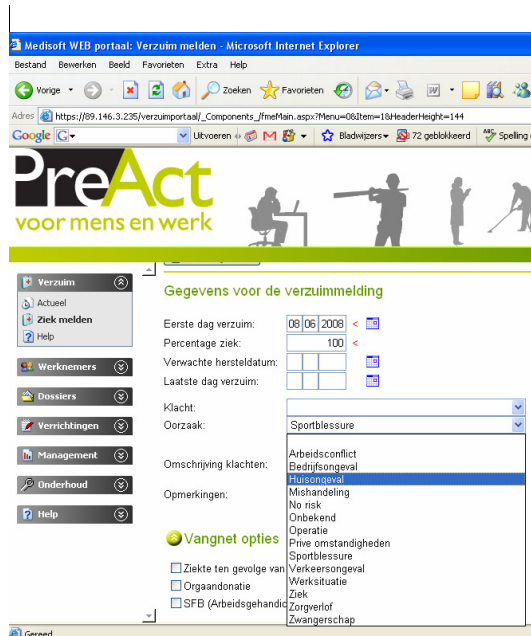 Medisoft WEB portaal: Verzuim melden - Microsoft Internet Explorer
Bestand Bewerken Beeld Favorieten Extra Help
Vorige Zoeken Favorieten
Adres https://89.146.3.235/verzuimportaal/_Components_/fmeMain.aspx?Menu=0&Item=1&HeaderHeight=144
Google G Uitvoeren Bladwijzers 72 geblokkeerd Spelling
PreAct
voor mens en werk
Verzuim
Actueel
Ziek melden
Help
Werknemers
Dossiers
Verrichtingen
Management
Onderhoud
Help
Gegevens voor de verzuimmelding
Eerste dag verzuim: 08 06 2008 <
Percentage ziek: 100 <
Verwachte hersteldatum:
Laatste dag verzuim:
Klacht:
Oorzaak: Sportblessure
Omschrijving klachten:
Opmerkingen:
Arbeidsconflict
Bedrijfsongeval
Huisongeval
Mishandeling
No risk
Onbekend
Operatie
Prive omstandigheden
Sportblessure
Verkeersongeval
Werksituatie
Ziek
Zorgverlof
Zwangerschap
Vangnet opties
Ziekte ten gevolge van
Orgaandonatie
SFB (Arbeidsgehandic
Gereed